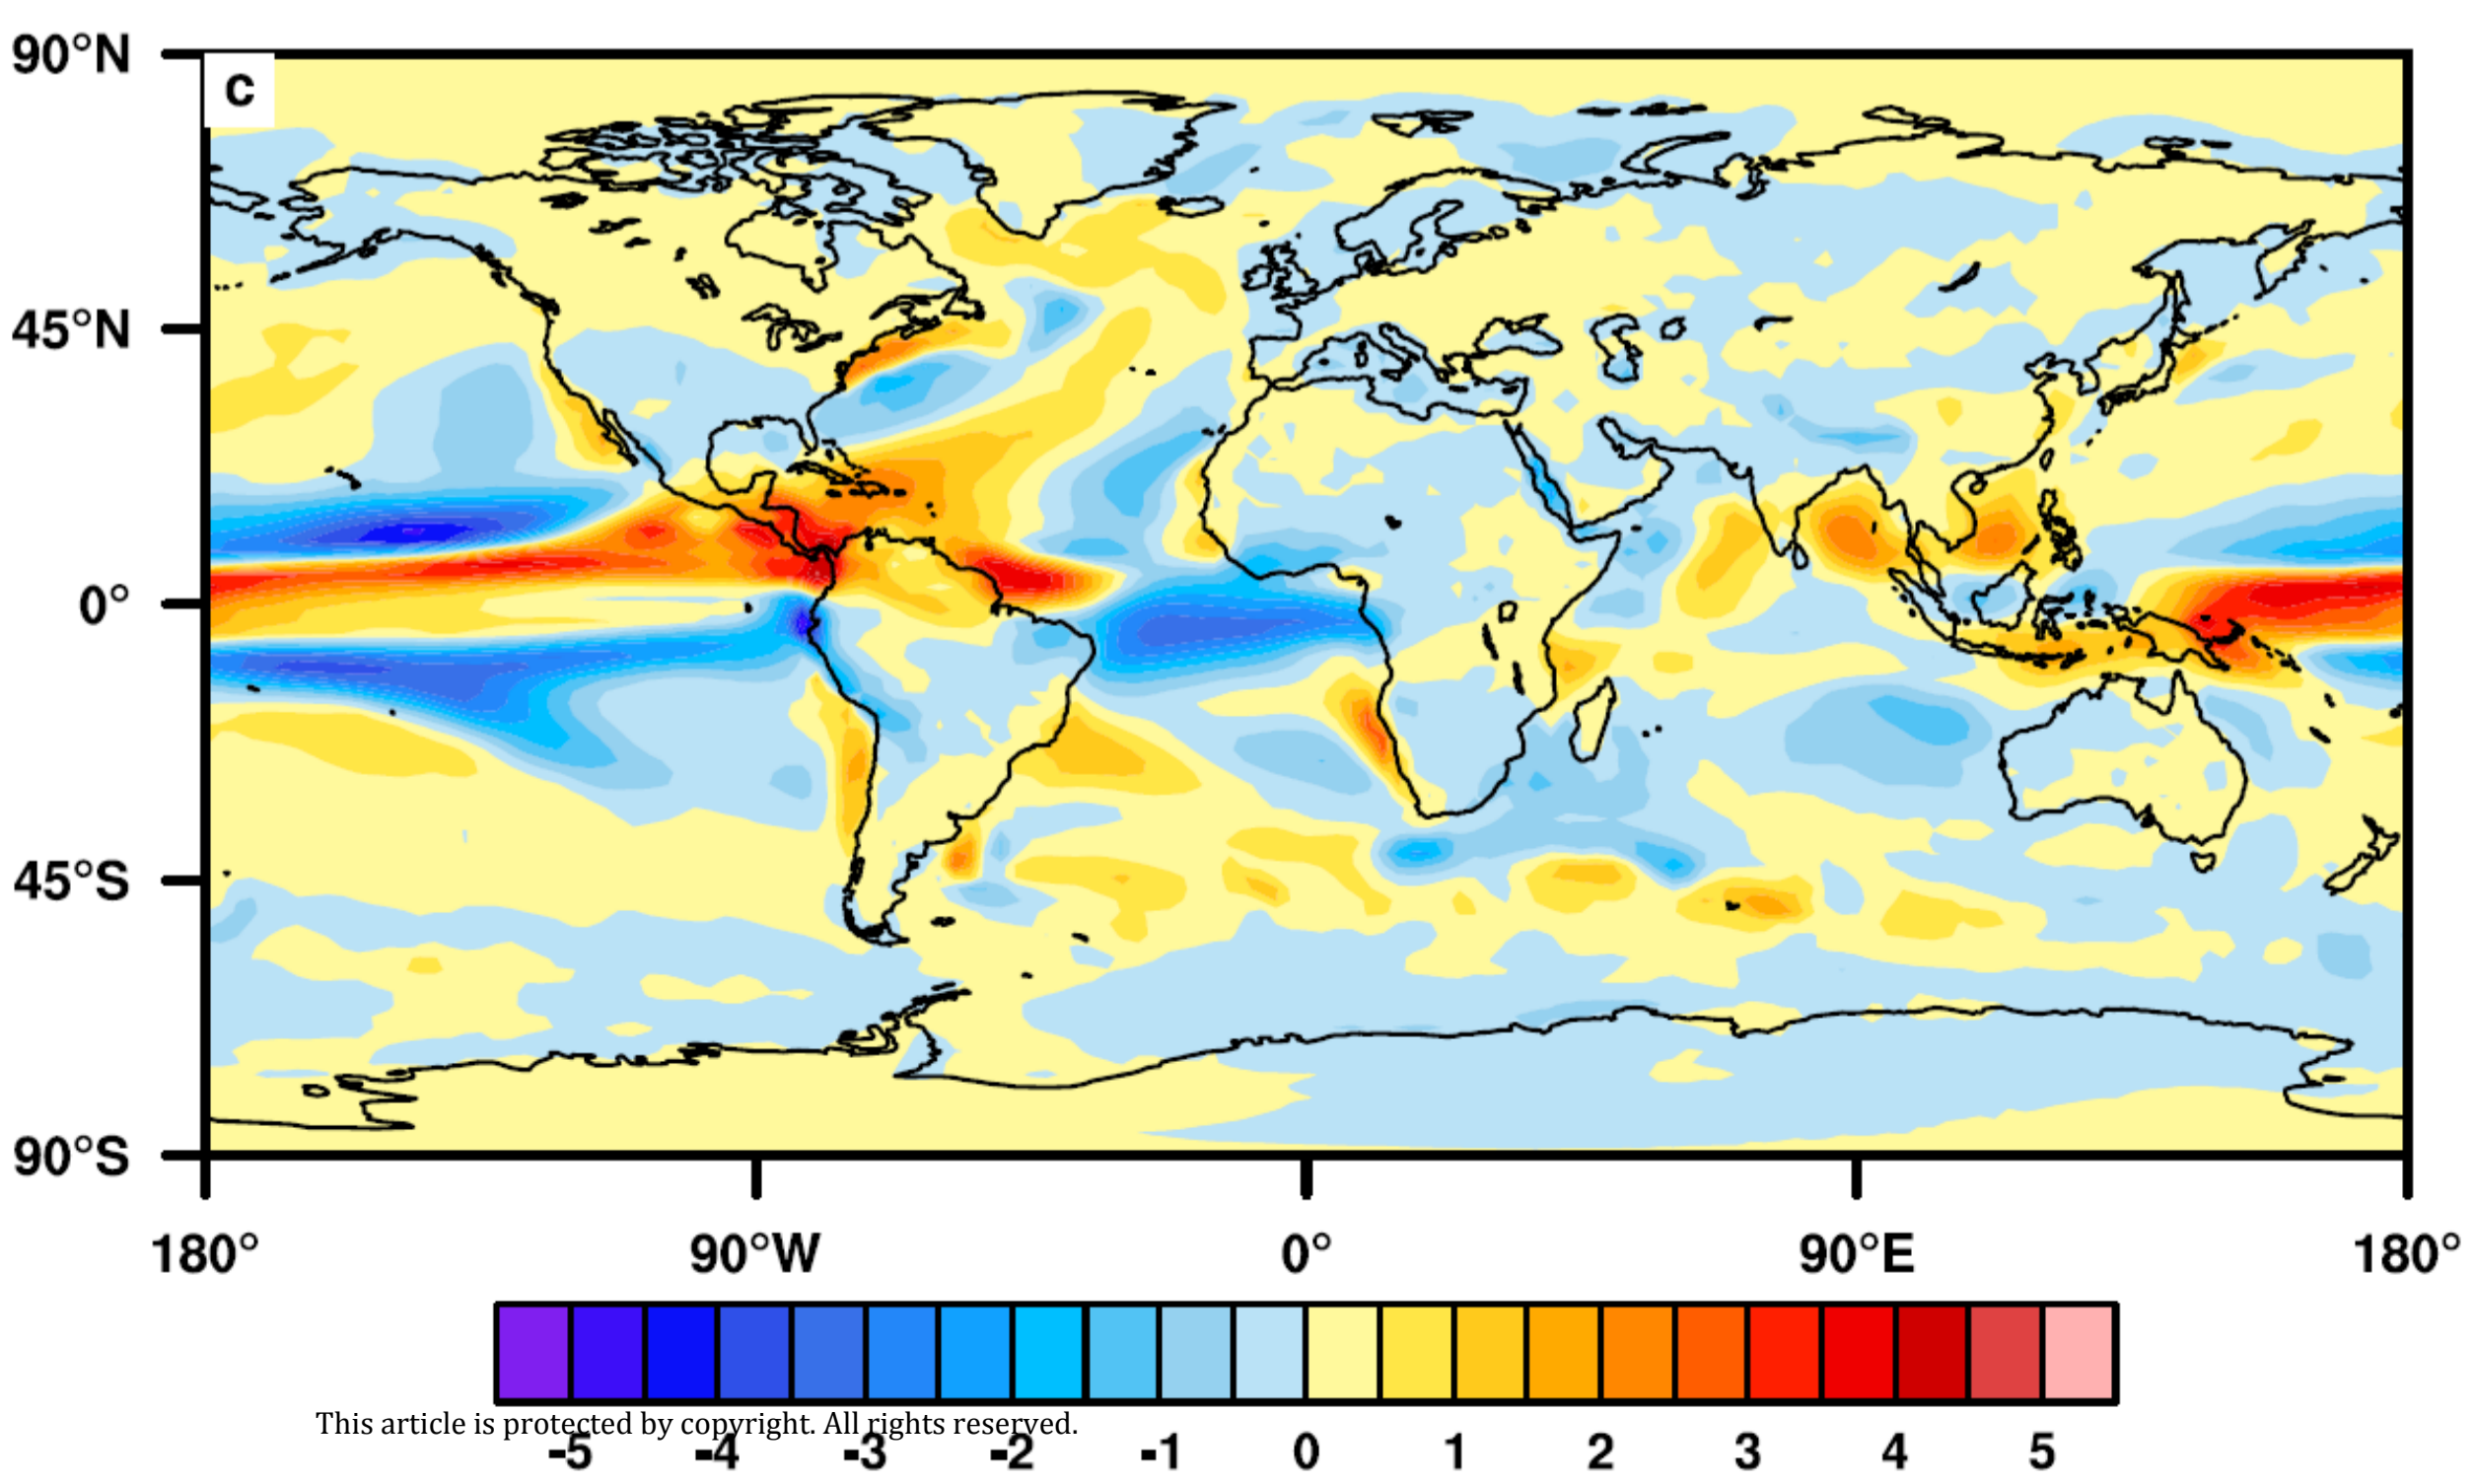 90°N
c
45°N
0°
45°S
90°S
180° 90°W 0° 90°E 180°
This article is protected by copyright. All rights reserved.
-5 -4 -3 -2 -1 0 1 2 3 4 5